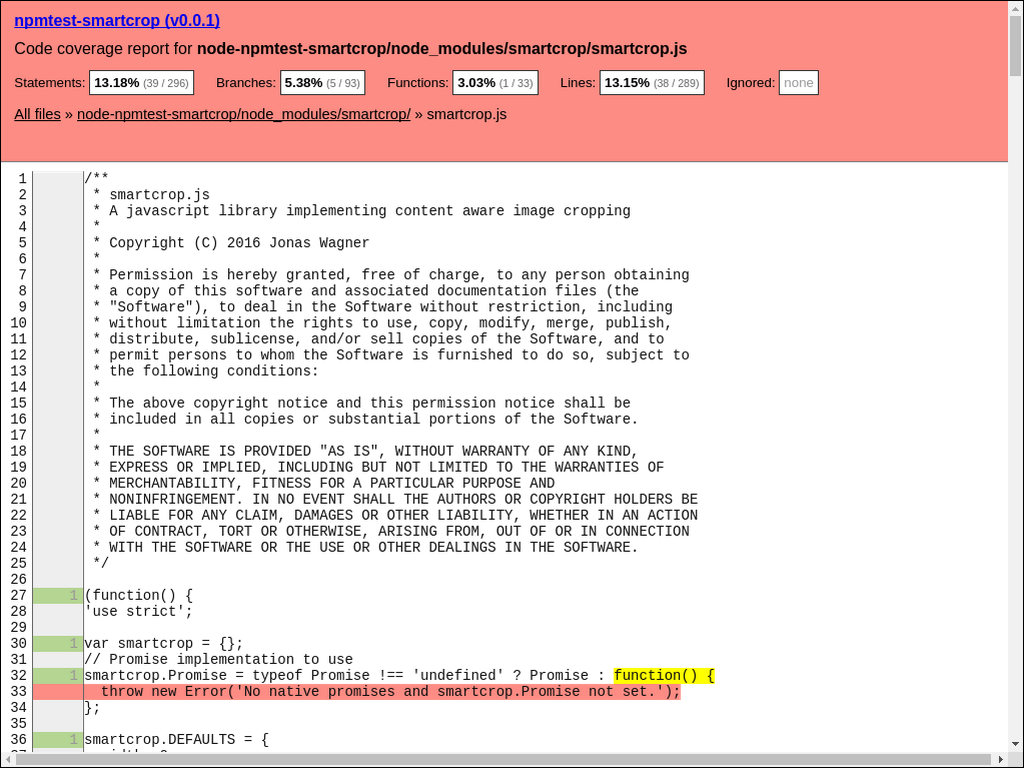 npmtest-smartcrop (v0.0.1)
Code coverage report for node-npmtest-smartcrop/node_modules/smartcrop/smartcrop.js
Statements: 13.18% (39 / 296) Branches: 5.38% (5 / 93) Functions: 3.03% (1 / 33) Lines: 13.15% (38 / 289) Ignored: none
All files » node-npmtest-smartcrop/node_modules/smartcrop/ » smartcrop.js
1 /**
2 * smartcrop.js
3 * A javascript library implementing content aware image cropping
4 *
5 * Copyright (C) 2016 Jonas Wagner
6 *
7 * Permission is hereby granted, free of charge, to any person obtaining
8 * a copy of this software and associated documentation files (the
9 * "Software"), to deal in the Software without restriction, including
10 * without limitation the rights to use, copy, modify, merge, publish,
11 * distribute, sublicense, and/or sell copies of the Software, and to
12 * permit persons to whom the Software is furnished to do so, subject to
13 * the following conditions:
14 *
15 * The above copyright notice and this permission notice shall be
16 * included in all copies or substantial portions of the Software.
17 *
18 * THE SOFTWARE IS PROVIDED "AS IS", WITHOUT WARRANTY OF ANY KIND,
19 * EXPRESS OR IMPLIED, INCLUDING BUT NOT LIMITED TO THE WARRANTIES OF
20 * MERCHANTABILITY, FITNESS FOR A PARTICULAR PURPOSE AND
21 * NONINFRINGEMENT. IN NO EVENT SHALL THE AUTHORS OR COPYRIGHT HOLDERS BE
22 * LIABLE FOR ANY CLAIM, DAMAGES OR OTHER LIABILITY, WHETHER IN AN ACTION
23 * OF CONTRACT, TORT OR OTHERWISE, ARISING FROM, OUT OF OR IN CONNECTION
24 * WITH THE SOFTWARE OR THE USE OR OTHER DEALINGS IN THE SOFTWARE.
25 */
26
27 1 (function() {
28 'use strict';
29
30 1 var smartcrop = {};
31 // Promise implementation to use
32 1 smartcrop.Promise = typeof Promise !== 'undefined' ? Promise : function() {
33 throw new Error('No native promises and smartcrop.Promise not set.');
34 };
35
36 1 smartcrop.DEFAULTS = {